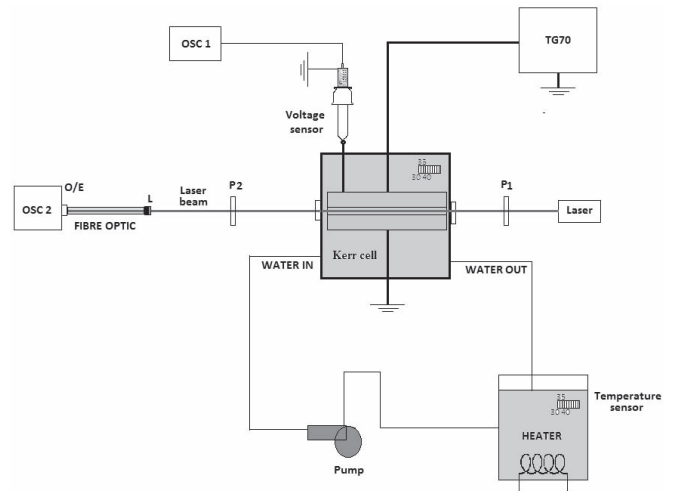 OSC 1
TG70
Voltage
sensor
35
30 40
O/E
L
Laser
beam
P2
P1
OSC 2
Laser
FIBRE OPTIC
WATER IN
Kerr cell
WATER OUT
35
30 40
Temperature
sensor
HEATER
Pump